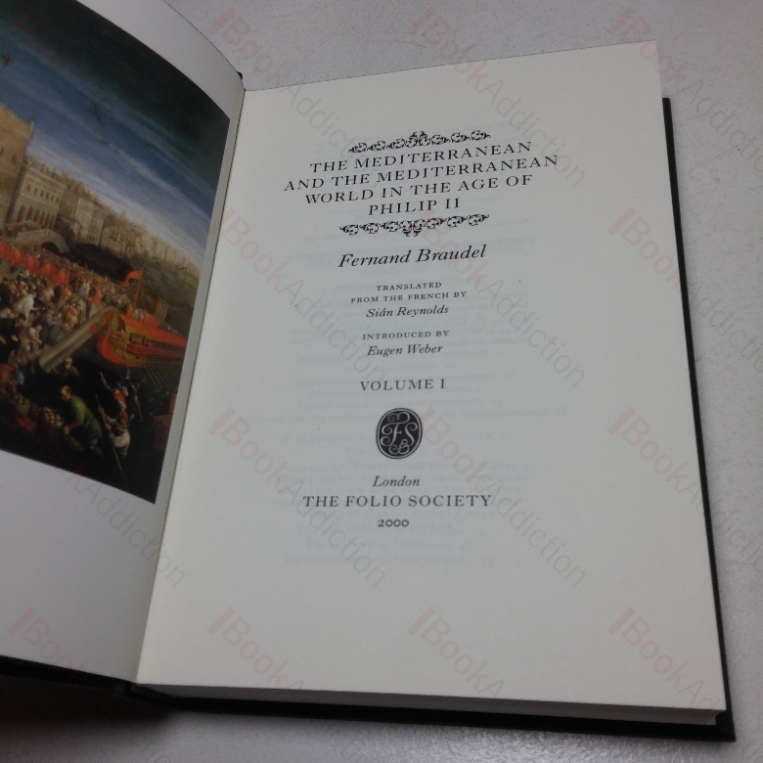 THE MEDITERRANEAN
AND THE MEDITERRANEAN
WORLD IN THE AGE OF
PHILIP II
Fernand Braudel
TRANSLATED
FROM THE FRENCH BY
Siân Reynolds
INTRODUCED BY
Eugen Weber
VOLUME I
FS
London
THE FOLIO SOCIETY
2000
BookAddiction